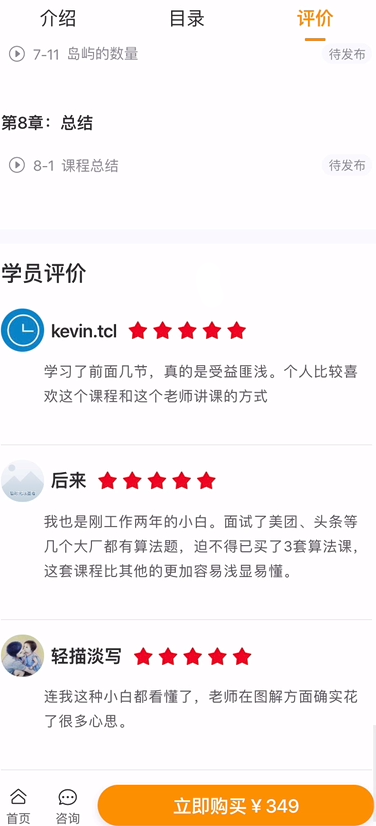 介绍 目录 评价
7-11 岛屿的数量 待发布
第8章：总结
8-1 课程总结 待发布
学员评价
kevin.tcl
学习了前面几节，真的是受益匪浅。个人比较喜
欢这个课程和这个老师讲课的方式
后来
我也是刚工作两年的小白。面试了美团、头条等
几个大厂都有算法题，迫不得已买了3套算法课，
这套课程比其他的更加容易浅显易懂。
轻描淡写
连我这种小白都看懂了，老师在图解方面确实花
了很多心思。
首页 咨询 立即购买￥349